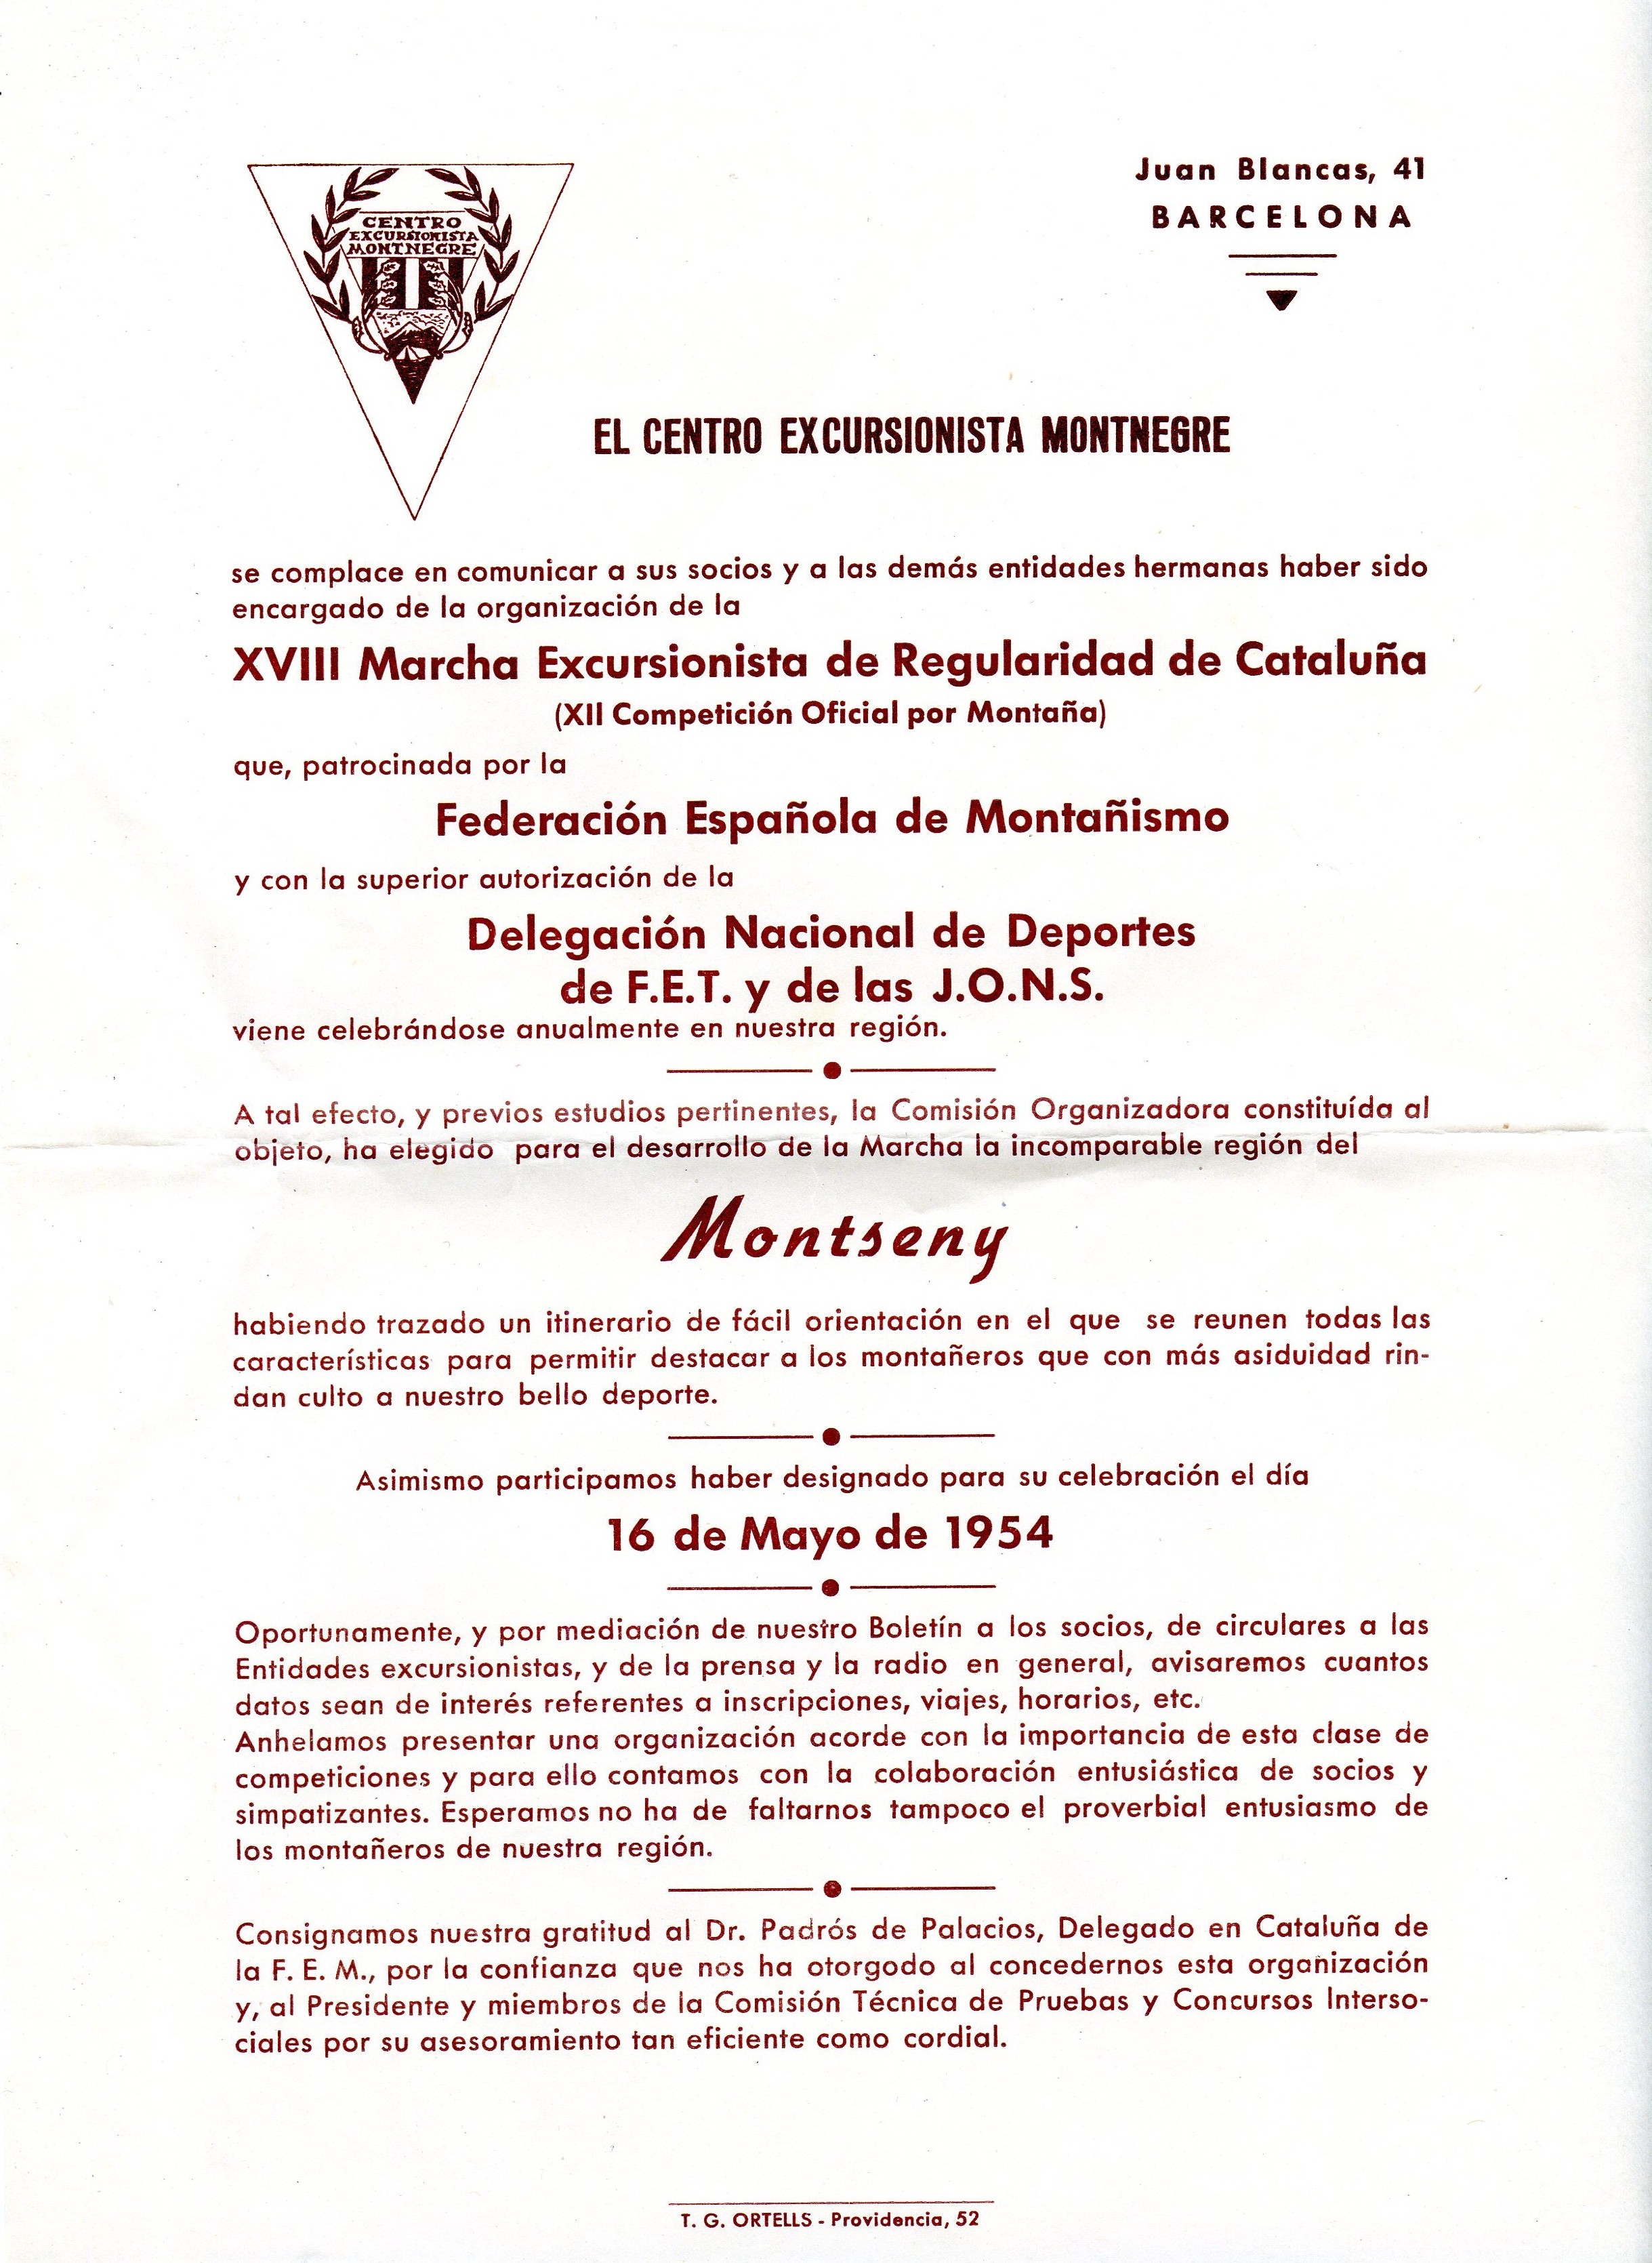 Juan Blancas, 41
BARCELONA
CENTRO
EXCURSIONISTA
MONTNEGRE
EL CENTRO EXCURSIONISTA MONTNEGRE
se complace en comunicar a sus socios y a las demás entidades hermanas haber sido
encargado de la organización de la
XVIII Marcha Excursionista de Regularidad de Cataluña
(XII Competición Oficial por Montaña)
que, patrocinada por la
Federación Española de Montañismo
y con la superior autorización de la
Delegación Nacional de Deportes
de F.E.T. y de las J.O.N.S.
viene celebrándose anualmente en nuestra región.
A tal efecto, y previos estudios pertinentes, la Comisión Organizadora constituída al
objeto, ha elegido para el desarrollo de la Marcha la incomparable región del
Montseny
habiendo trazado un itinerario de fácil orientación en el que se reunen todas las
características para permitir destacar a los montañeros que con más asiduidad rin-
dan culto a nuestro bello deporte.
Asimismo participamos haber designado para su celebración el día
16 de Mayo de 1954
Oportunamente, y por mediación de nuestro Boletín a los socios, de circulares a las
Entidades excursionistas, y de la prensa y la radio en general, avisaremos cuantos
datos sean de interés referentes a inscripciones, viajes, horarios, etc.
Anhelamos presentar una organización acorde con la importancia de esta clase de
competiciones y para ello contamos con la colaboración entusiástica de socios y
simpatizantes. Esperamos no ha de faltarnos tampoco el proverbial entusiasmo de
los montañeros de nuestra región.
Consignamos nuestra gratitud al Dr. Padrós de Palacios, Delegado en Cataluña de
la F. E. M., por la confianza que nos ha otorgodo al concedernos esta organización
y, al Presidente y miembros de la Comisión Técnica de Pruebas y Concursos Interso-
ciales por su asesoramiento tan eficiente como cordial.
T. G. ORTELLS - Providencia, 52